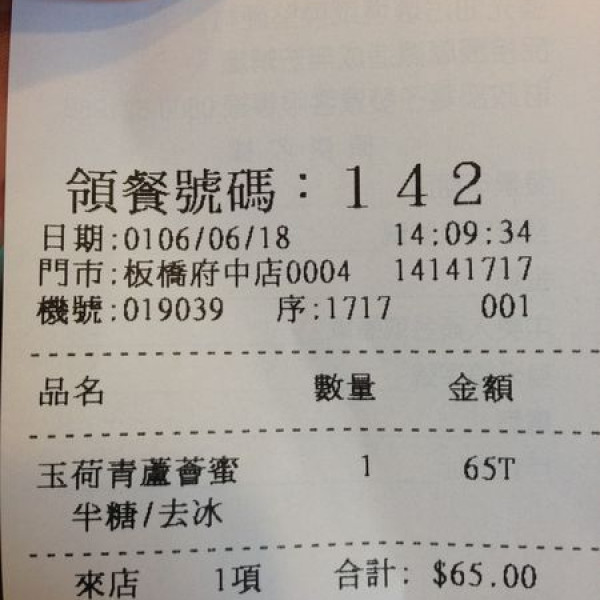 領餐號碼：１４２
日期:0106/06/18 14:09:34
門市:板橋府中店0004 14141717
機號:019039 序:1717 001
品名 數量 金額
玉荷青蘆薈蜜 1 65T
半糖/去冰
來店 1項 合計: $65.00